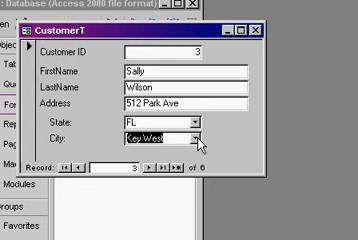 : Database (Access 2000 file format)
CustomerT
Customer ID 3
FirstName Sally
LastName Wilson
Address 512 Park Ave
State: FL
City: Key West
Record: 3 of 6
Modules
Groups
Favorites